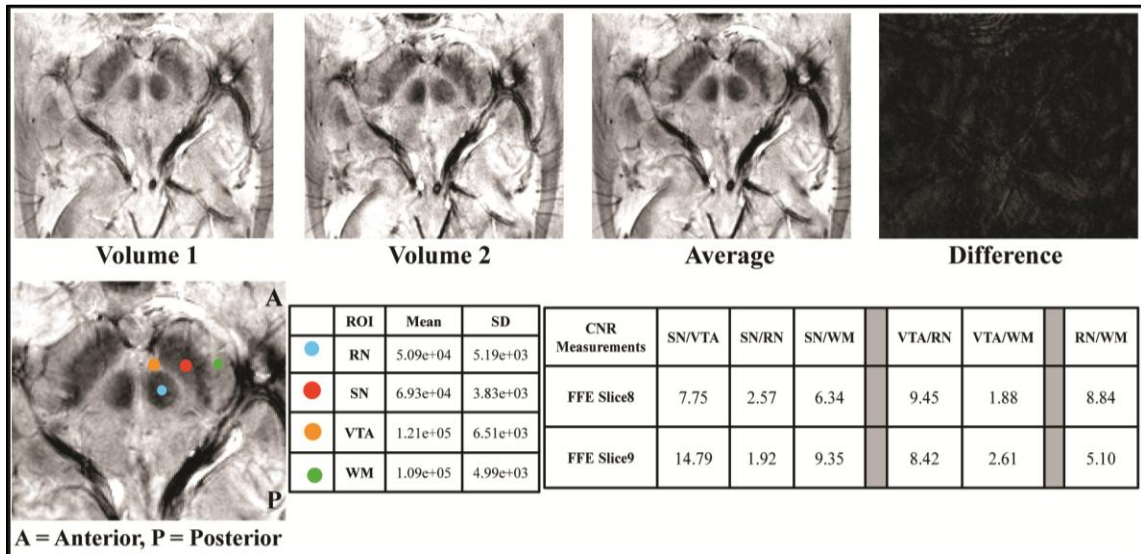 Volume 1 Volume 2 Average Difference
A
P
A = Anterior, P = Posterior
ROI Mean SD
RN 5.09e+04 5.19e+03
SN 6.93e+04 3.83e+03
VTA 1.21e+05 6.51e+03
WM 1.09e+05 4.99e+03
CNR Measurements SN/VTA SN/RN SN/WM VTA/RN VTA/WM RN/WM
FFE Slice8 7.75 2.57 6.34 9.45 1.88 8.84
FFE Slice9 14.79 1.92 9.35 8.42 2.61 5.10